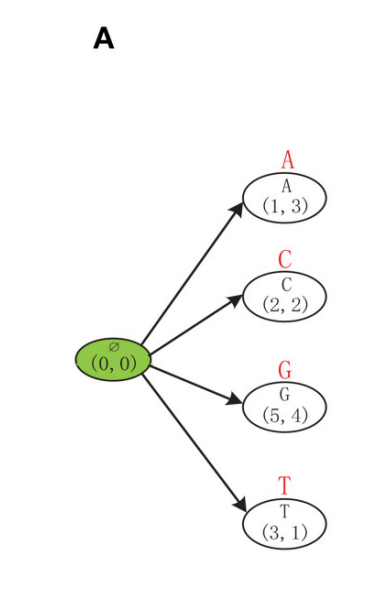 A
A
A
(1, 3)
C
C
(2, 2)
∅
(0, 0)
G
G
(5, 4)
T
T
(3, 1)